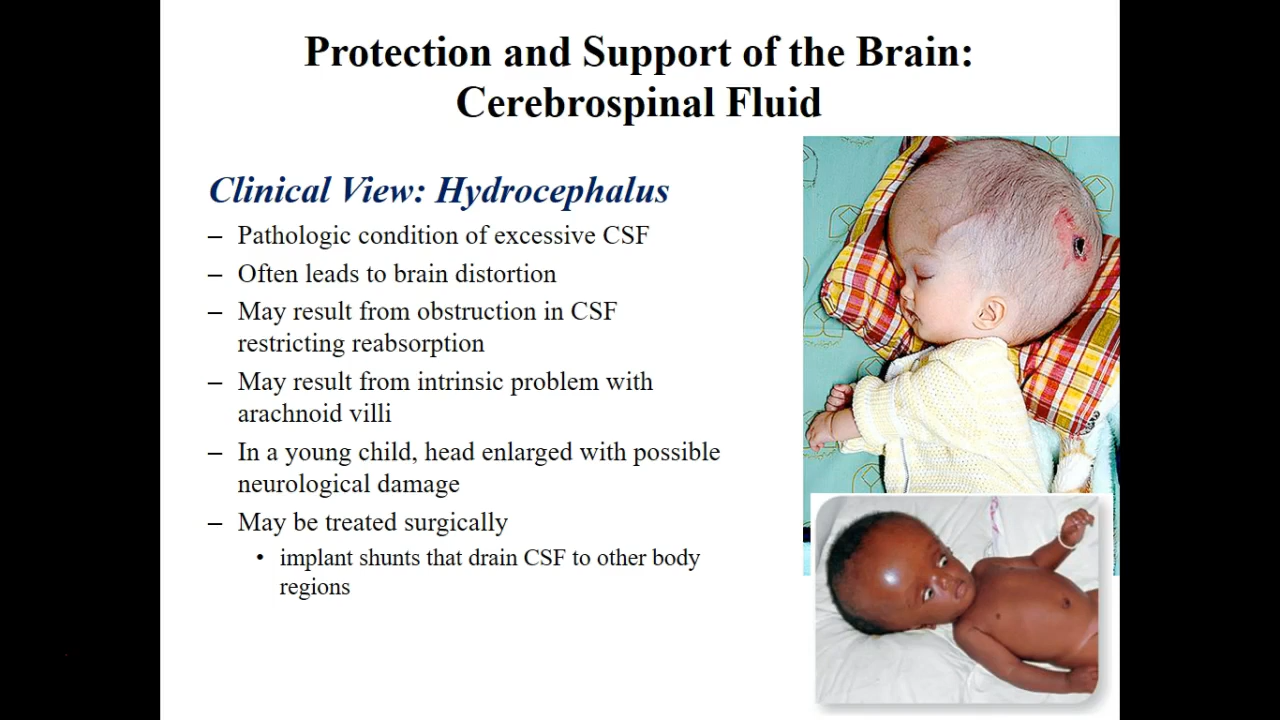 Protection and Support of the Brain:
Cerebrospinal Fluid
Clinical View: Hydrocephalus
– Pathologic condition of excessive CSF
– Often leads to brain distortion
– May result from obstruction in CSF
restricting reabsorption
– May result from intrinsic problem with
arachnoid villi
– In a young child, head enlarged with possible
neurological damage
– May be treated surgically
• implant shunts that drain CSF to other body
regions